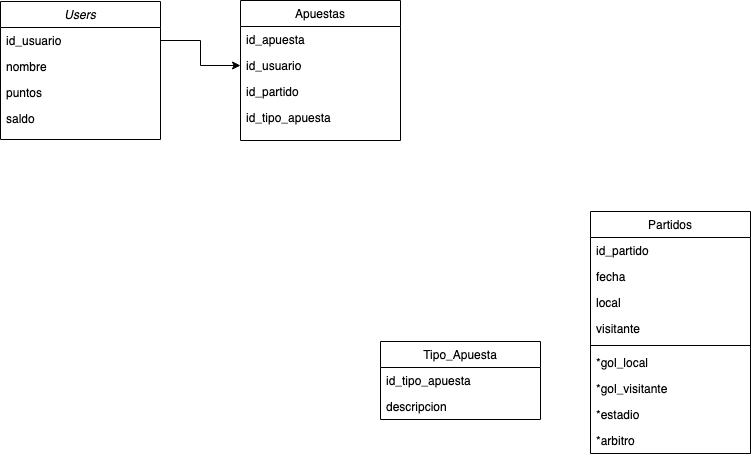 Users
id_usuario
nombre
puntos
saldo
Apuestas
id_apuesta
id_usuario
id_partido
id_tipo_apuesta
Tipo_Apuesta
id_tipo_apuesta
descripcion
Partidos
id_partido
fecha
local
visitante
*gol_local
*gol_visitante
*estadio
*arbitro